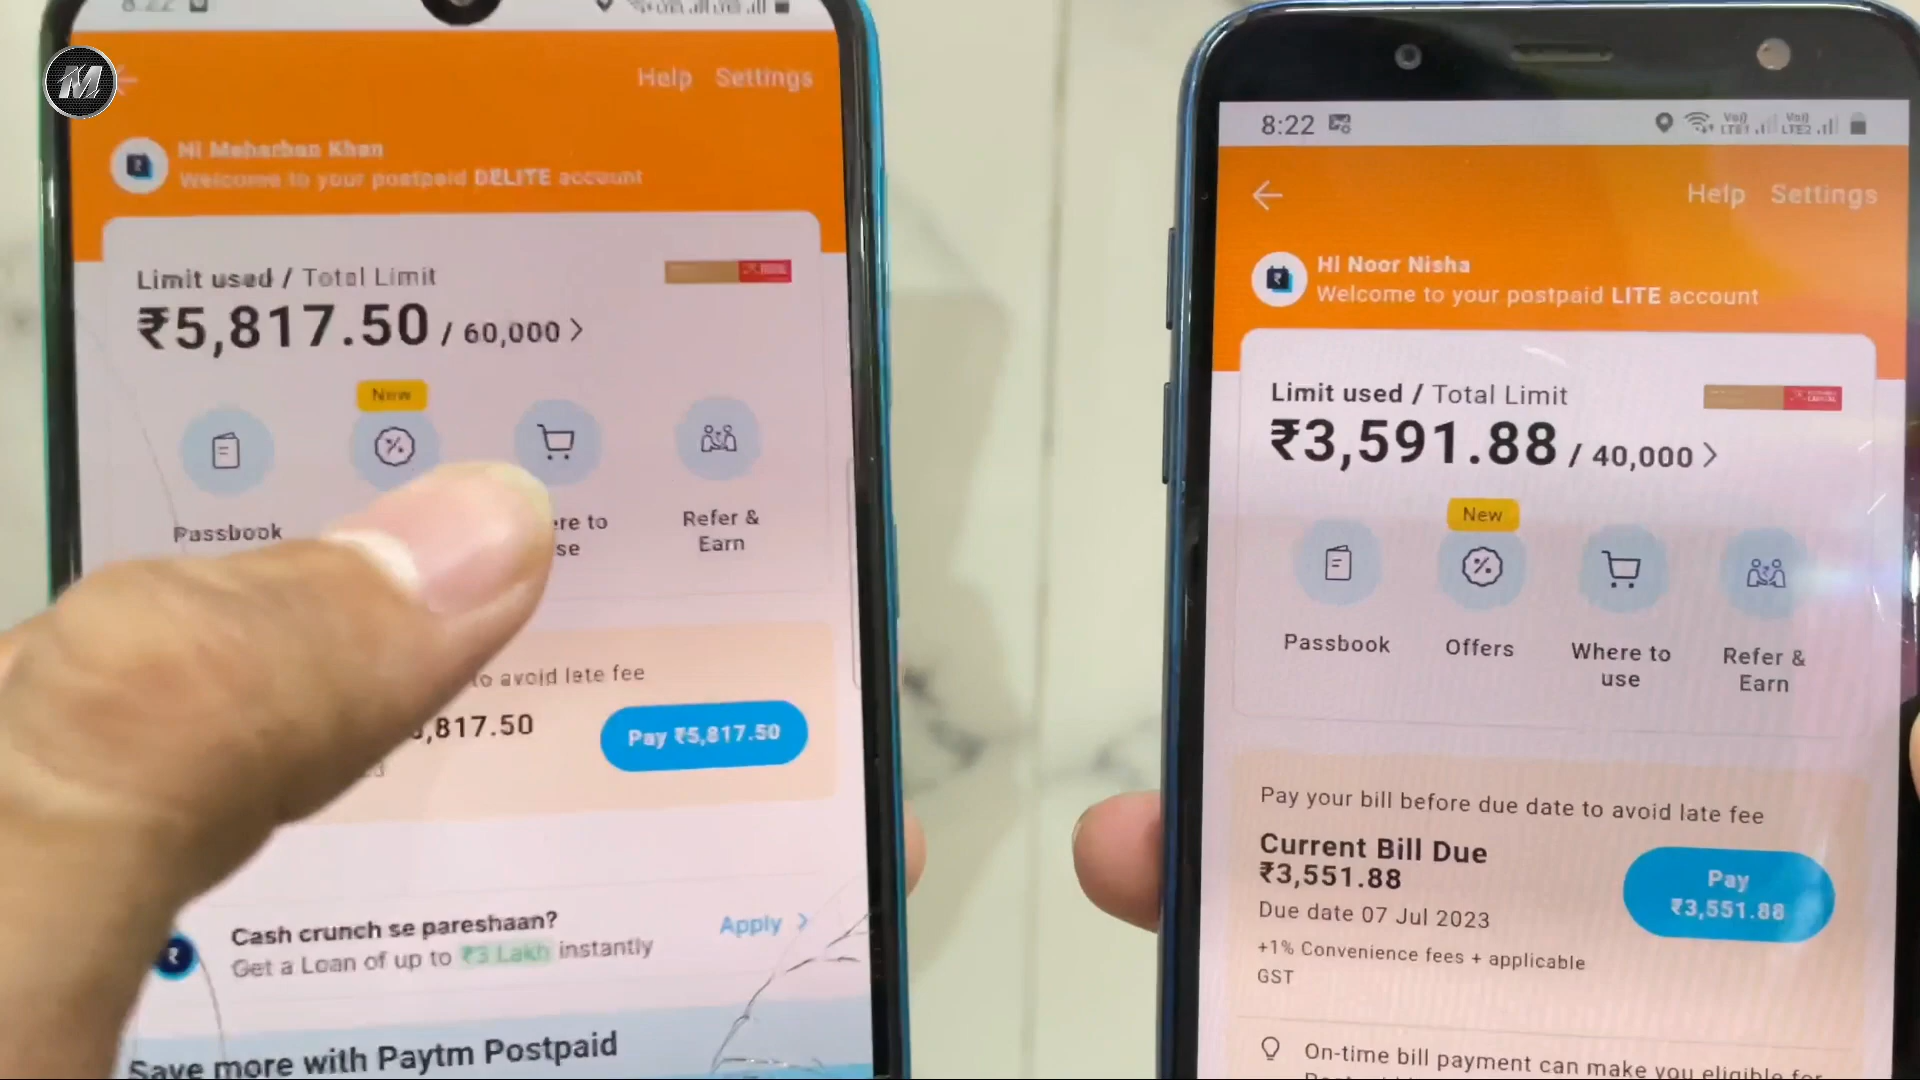 8:22
Help Settings
Hi Meharban Khan
Welcome to your postpaid DELITE account
Limit used / Total Limit
₹5,817.50 / 60,000 >
New
Passbook
ere to
se
Refer &
Earn
to avoid late fee
,817.50
Pay ₹5,817.50
Cash crunch se pareshaan?
Get a Loan of up to ₹3 Lakh instantly
Apply >
Save more with Paytm Postpaid
8:22
Vo))
LTE1
Vo))
LTE2
Help Settings
Hi Noor Nisha
Welcome to your postpaid LITE account
Limit used / Total Limit
₹3,591.88 / 40,000 >
New
Passbook
Offers
Where to
use
Refer &
Earn
Pay your bill before due date to avoid late fee
Current Bill Due
₹3,551.88
Due date 07 Jul 2023
+1% Convenience fees + applicable
GST
Pay
₹3,551.88
On-time bill payment can make you eligible for
M